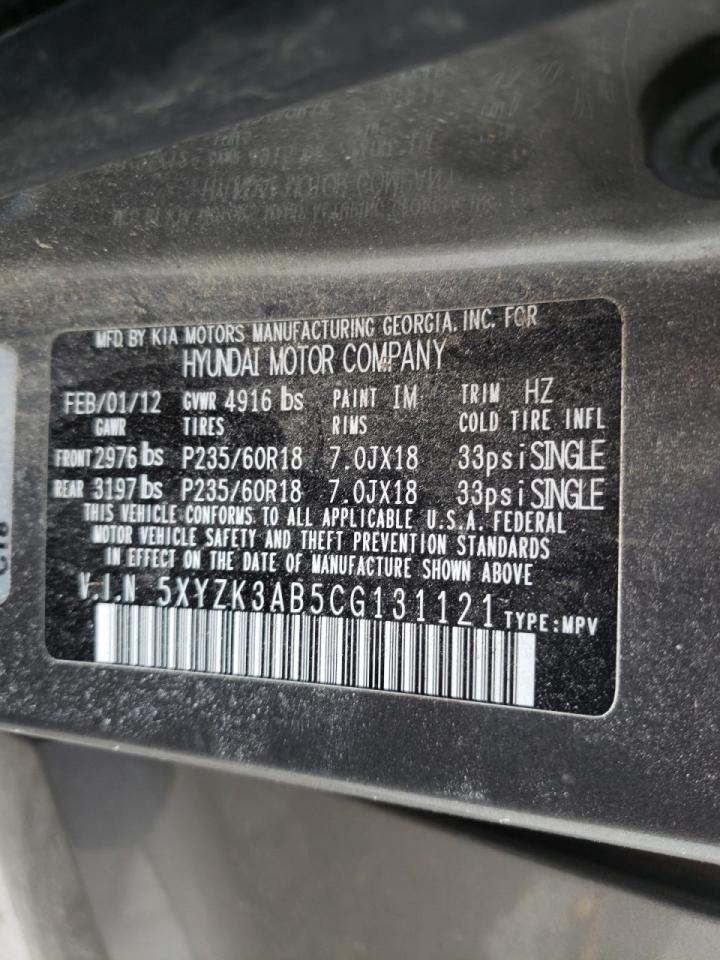 MFD. BY KIA MOTORS MANUFACTURING GEORGIA, INC. FOR
HYUNDAI MOTOR COMPANY
FEB/01/12 GVWR 4916 lbs PAINT IM TRIM HZ
GAWR TIRES RIMS COLD TIRE INFL
FRONT 2976 lbs P235/60R18 7.0JX18 33psi SINGLE
REAR 3197 lbs P235/60R18 7.0JX18 33psi SINGLE
THIS VEHICLE CONFORMS TO ALL APPLICABLE U.S.A. FEDERAL
MOTOR VEHICLE SAFETY AND THEFT PREVENTION STANDARDS
IN EFFECT ON THE DATE OF MANUFACTURE SHOWN ABOVE
V.I.N 5XYZK3AB5CG131121 TYPE:MPV